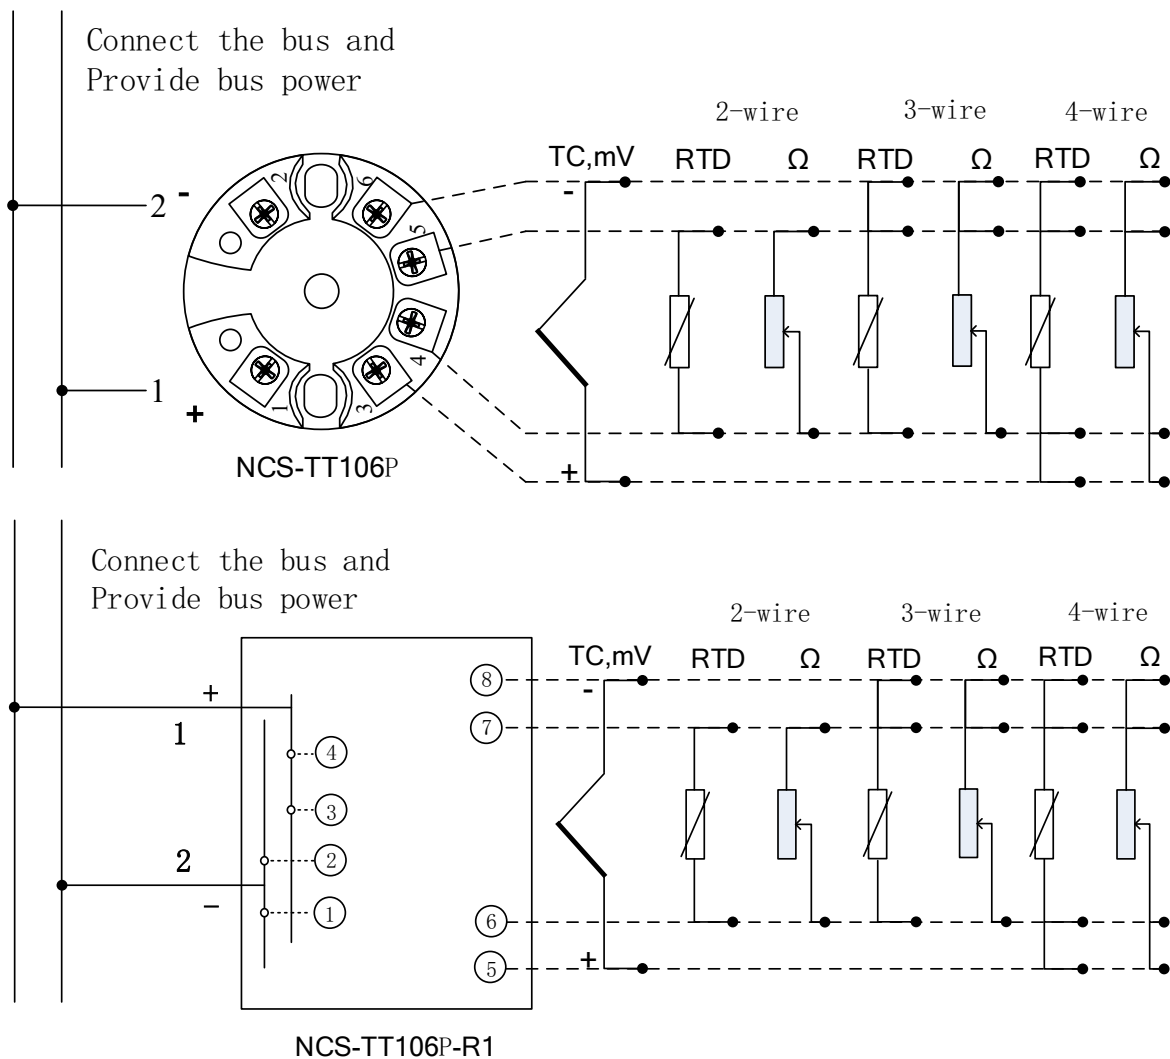 Connect the bus and
Provide bus power
2-wire 3-wire 4-wire
TC,mV RTD Ω RTD Ω RTD Ω
2 -
-
2 6
5
4
1 3
1
+
+
NCS-TT106P
Connect the bus and
Provide bus power
2-wire 3-wire 4-wire
TC,mV RTD Ω RTD Ω RTD Ω
8
-
+
1
7
4
3
2
2
−
1
6
5
+
NCS-TT106P-R1